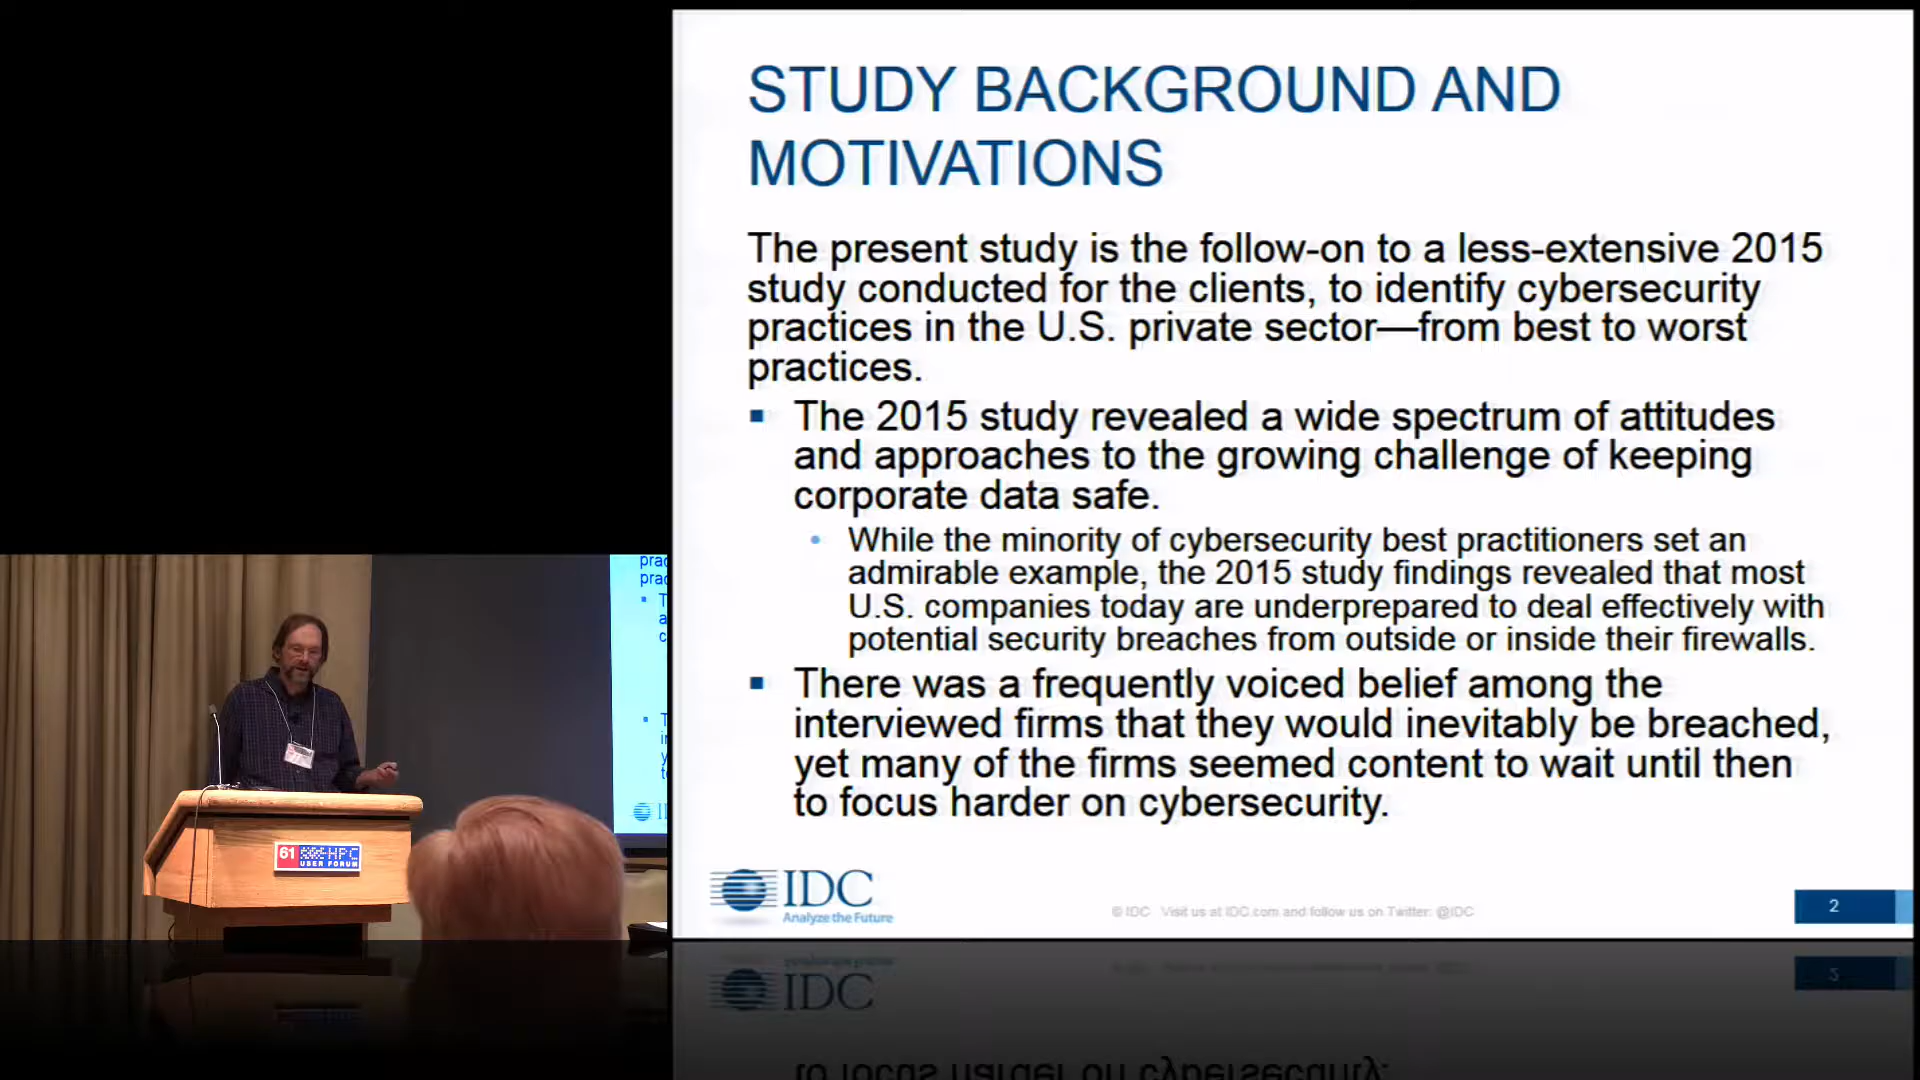 STUDY BACKGROUND AND
MOTIVATIONS
The present study is the follow-on to a less-extensive 2015
study conducted for the clients, to identify cybersecurity
practices in the U.S. private sector—from best to worst
practices.
▪ The 2015 study revealed a wide spectrum of attitudes
and approaches to the growing challenge of keeping
corporate data safe.
• While the minority of cybersecurity best practitioners set an
admirable example, the 2015 study findings revealed that most
U.S. companies today are underprepared to deal effectively with
potential security breaches from outside or inside their firewalls.
▪ There was a frequently voiced belief among the
interviewed firms that they would inevitably be breached,
yet many of the firms seemed content to wait until then
to focus harder on cybersecurity.
IDC
Analyze the Future
© IDC Visit us at IDC.com and follow us on Twitter: @IDC
2
61 HPC
USER FORUM